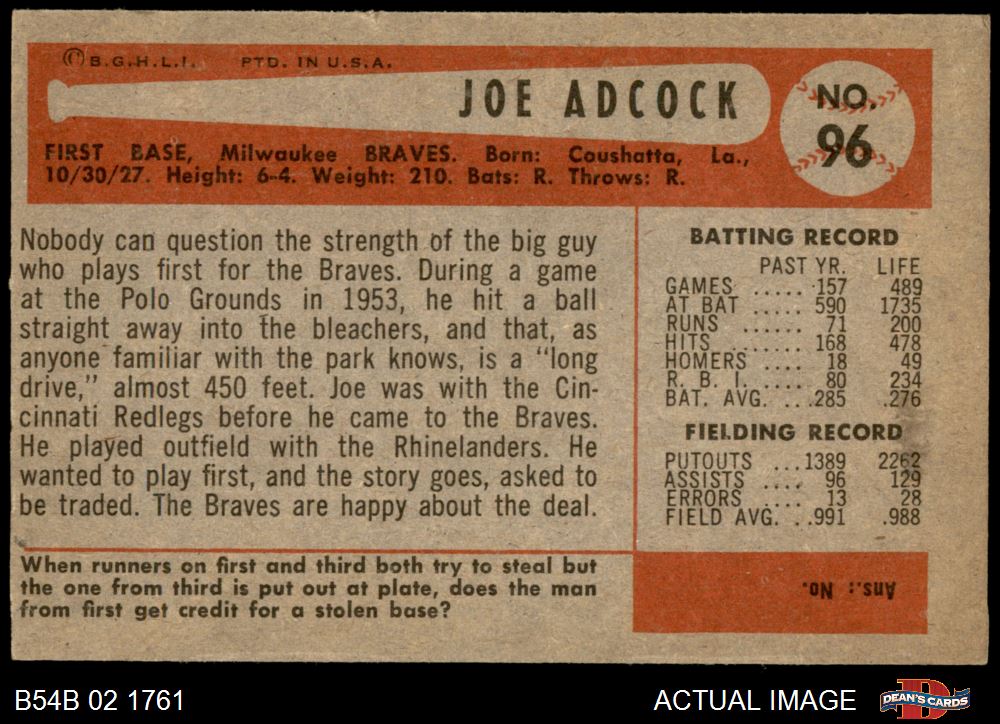 © B.G.H.L.I. PTD. IN U.S.A.
JOE ADCOCK
NO.
96
FIRST BASE, Milwaukee BRAVES. Born: Coushatta, La.,
10/30/27. Height: 6-4. Weight: 210. Bats: R. Throws: R.
Nobody can question the strength of the big guy
who plays first for the Braves. During a game
at the Polo Grounds in 1953, he hit a ball
straight away into the bleachers, and that, as
anyone familiar with the park knows, is a "long
drive," almost 450 feet. Joe was with the Cin-
cinnati Redlegs before he came to the Braves.
He played outfield with the Rhinelanders. He
wanted to play first, and the story goes, asked to
be traded. The Braves are happy about the deal.
BATTING RECORD
PAST YR. LIFE
GAMES ..... 157 489
AT BAT ..... 590 1735
RUNS ...... 71 200
HITS ........ 168 478
HOMERS .... 18 49
R. B. I. .... 80 234
BAT. AVG. ...285 .276
FIELDING RECORD
PUTOUTS ...1389 2262
ASSISTS .... 96 129
ERRORS .... 13 28
FIELD AVG. . .991 .988
When runners on first and third both try to steal but
the one from third is put out at plate, does the man
from first get credit for a stolen base?
Ans.: No.
B54B 02 1761
ACTUAL IMAGE
DEAN'S CARDS